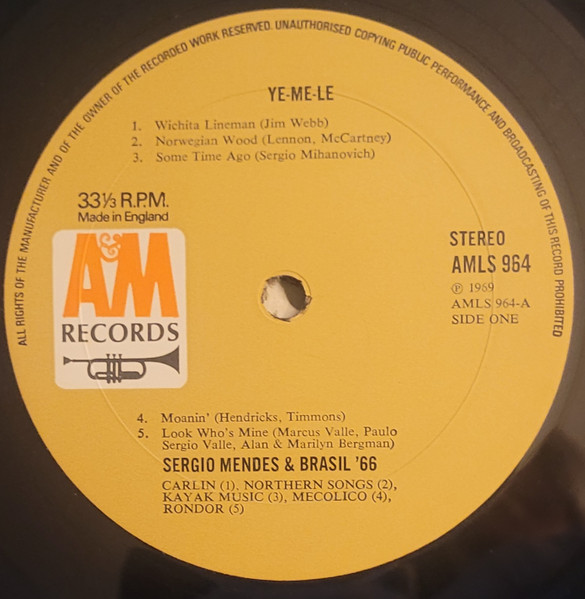 ALL RIGHTS OF THE MANUFACTURER AND OF THE OWNER OF THE RECORDED WORK RESERVED. UNAUTHORISED COPYING PUBLIC PERFORMANCE AND BROADCASTING OF THIS RECORD PROHIBITED
YE-ME-LE
1. Wichita Lineman (Jim Webb)
2. Norwegian Wood (Lennon, McCartney)
3. Some Time Ago (Sergio Mihanovich)
33⅓ R.P.M.
Made in England
A&M
RECORDS
STEREO
AMLS 964
℗ 1969
AMLS 964-A
SIDE ONE
4. Moanin' (Hendricks, Timmons)
5. Look Who's Mine (Marcus Valle, Paulo
Sergio Valle, Alan & Marilyn Bergman)
SERGIO MENDES & BRASIL '66
CARLIN (1), NORTHERN SONGS (2),
KAYAK MUSIC (3), MECOLICO (4),
RONDOR (5)